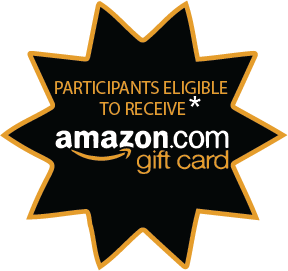 PARTICIPANTS ELIGIBLE
TO RECEIVE*
amazon.com
gift card